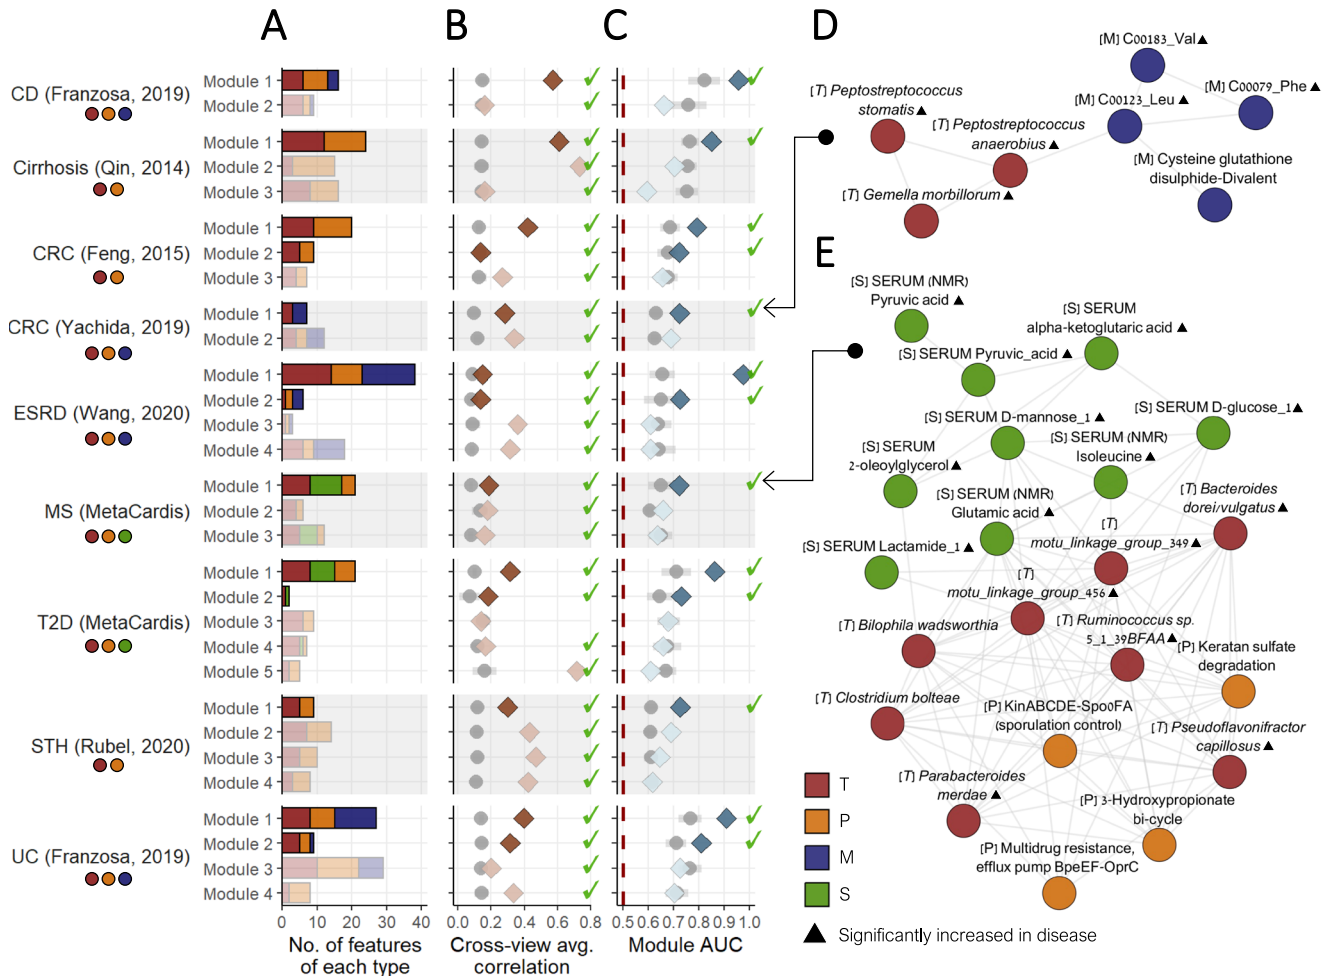 A
B
C
D
E
CD (Franzosa, 2019)
Module 1
Module 2
Cirrhosis (Qin, 2014)
Module 1
Module 2
Module 3
CRC (Feng, 2015)
Module 1
Module 2
Module 3
CRC (Yachida, 2019)
Module 1
Module 2
ESRD (Wang, 2020)
Module 1
Module 2
Module 3
Module 4
MS (MetaCardis)
Module 1
Module 2
Module 3
T2D (MetaCardis)
Module 1
Module 2
Module 3
Module 4
Module 5
STH (Rubel, 2020)
Module 1
Module 2
Module 3
Module 4
UC (Franzosa, 2019)
Module 1
Module 2
Module 3
Module 4
0 10 20 30 40
No. of features
of each type
0.0 0.2 0.4 0.6 0.8
Cross-view avg.
correlation
0.5 0.6 0.7 0.8 0.9 1.0
Module AUC
[M] C00183_Val▲
[T] Peptostreptococcus
stomatis▲
[M] C00079_Phe▲
[M] C00123_Leu▲
[T] Peptostreptococcus
anaerobius▲
[M] Cysteine glutathione
disulphide-Divalent
[T] Gemella morbillorum▲
[S] SERUM (NMR)
Pyruvic acid▲
[S] SERUM
alpha-ketoglutaric acid▲
[S] SERUM Pyruvic_acid▲
[S] SERUM D-mannose_1▲
[S] SERUM D-glucose_1▲
[S] SERUM
2-oleoylglycerol▲
[S] SERUM (NMR)
Isoleucine▲
[S] SERUM (NMR)
Glutamic acid▲
[T] Bacteroides
dorei/vulgatus▲
[S] SERUM Lactamide_1▲
[T]
motu_linkage_group_349▲
[T]
motu_linkage_group_456▲
[T] Bilophila wadsworthia
[T] Ruminococcus sp.
5_1_39BFAA▲
[P] Keratan sulfate
degradation
[T] Clostridium bolteae
[P] KinABCDE-Spo0FA
(sporulation control)
[T] Pseudoflavonifractor
capillosus▲
[T] Parabacteroides
merdae▲
[P] 3-Hydroxypropionate
bi-cycle
[P] Multidrug resistance,
efflux pump BpeEF-OprC
T
P
M
S
▲ Significantly increased in disease